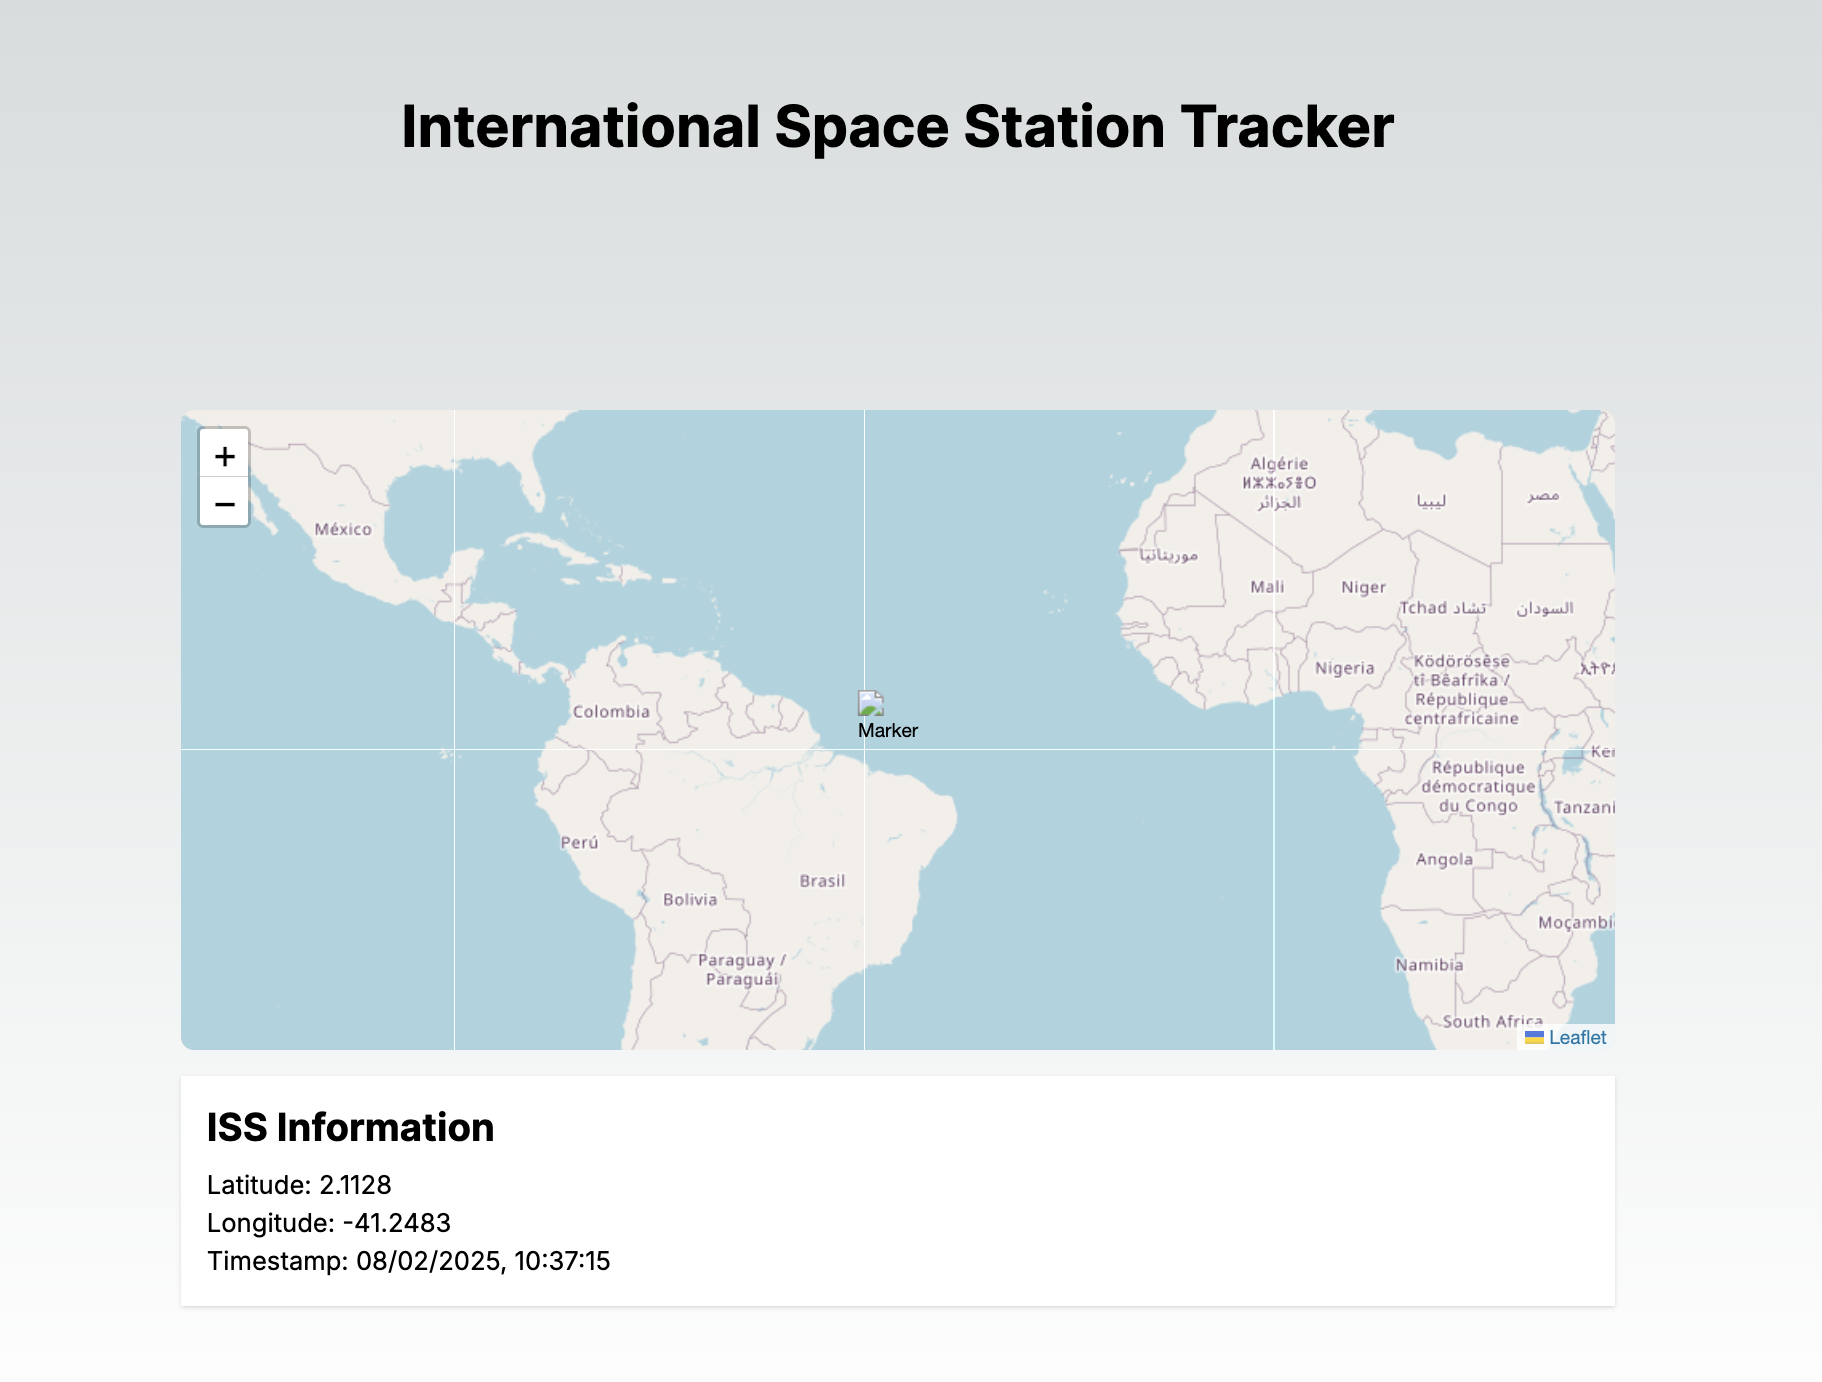 International Space Station Tracker
+
−
México
Algérie
ⵍⵣⵣⴰⵢⴻⵔ
الجزائر
ليبيا
مصر
موريتانيا
Mali
Niger
Tchad تشاد
السودان
Nigeria
Ködörösêse
tî Bêafrîka /
République
centrafricaine
Colombia
Marker
Ker
République
démocratique
du Congo
Tanzani
Perú
Angola
Brasil
Bolivia
Moçambi
Paraguay /
Paraguái
Namibia
South Africa
Leaflet
ISS Information
Latitude: 2.1128
Longitude: -41.2483
Timestamp: 08/02/2025, 10:37:15